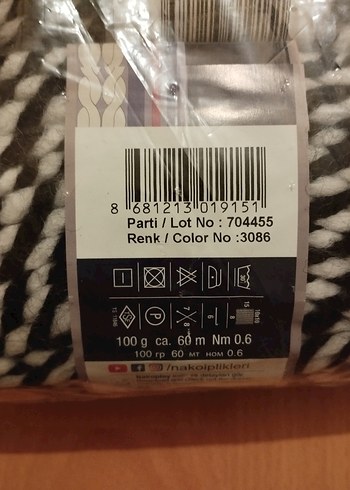 8 681213 019151
Parti / Lot No : 704455
Renk / Color No :3086
100 g ca. 60 m Nm 0.6
100 гр 60 мт ном 0.6
/nakoiplikleri